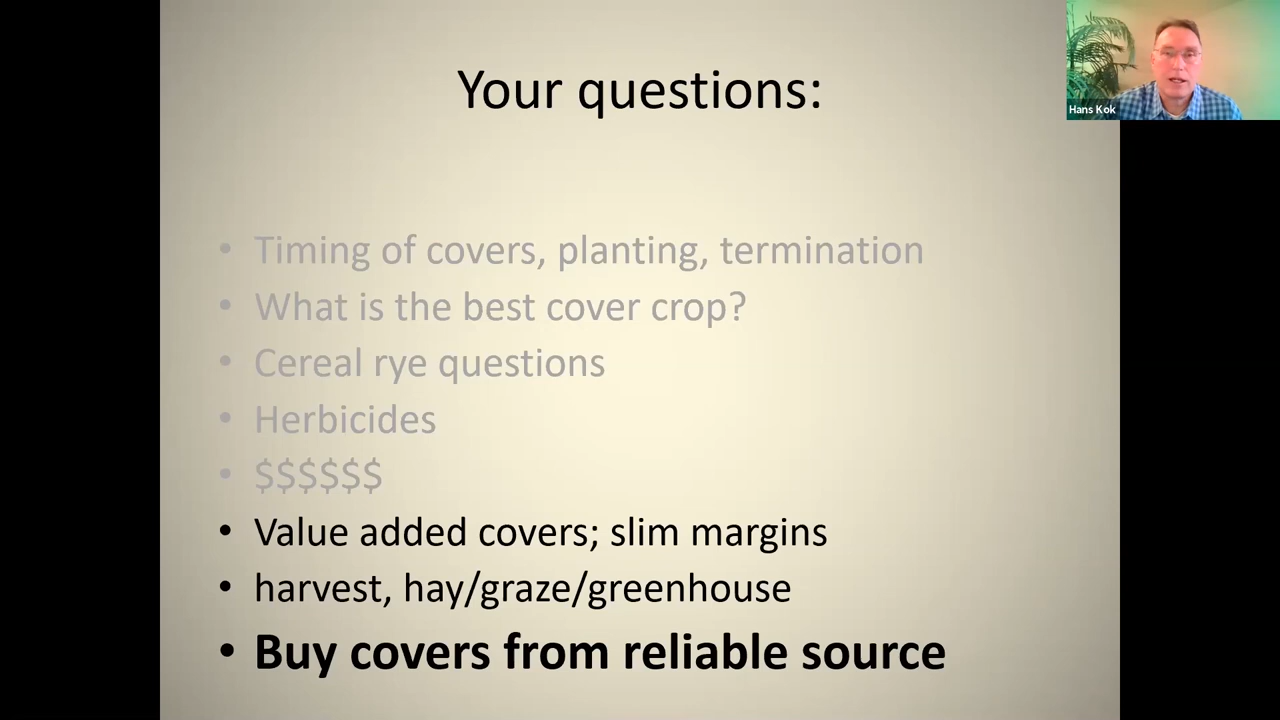 Your questions:
Hans Kok
• Timing of covers, planting, termination
• What is the best cover crop?
• Cereal rye questions
• Herbicides
• $$$$$$
• Value added covers; slim margins
• harvest, hay/graze/greenhouse
• Buy covers from reliable source